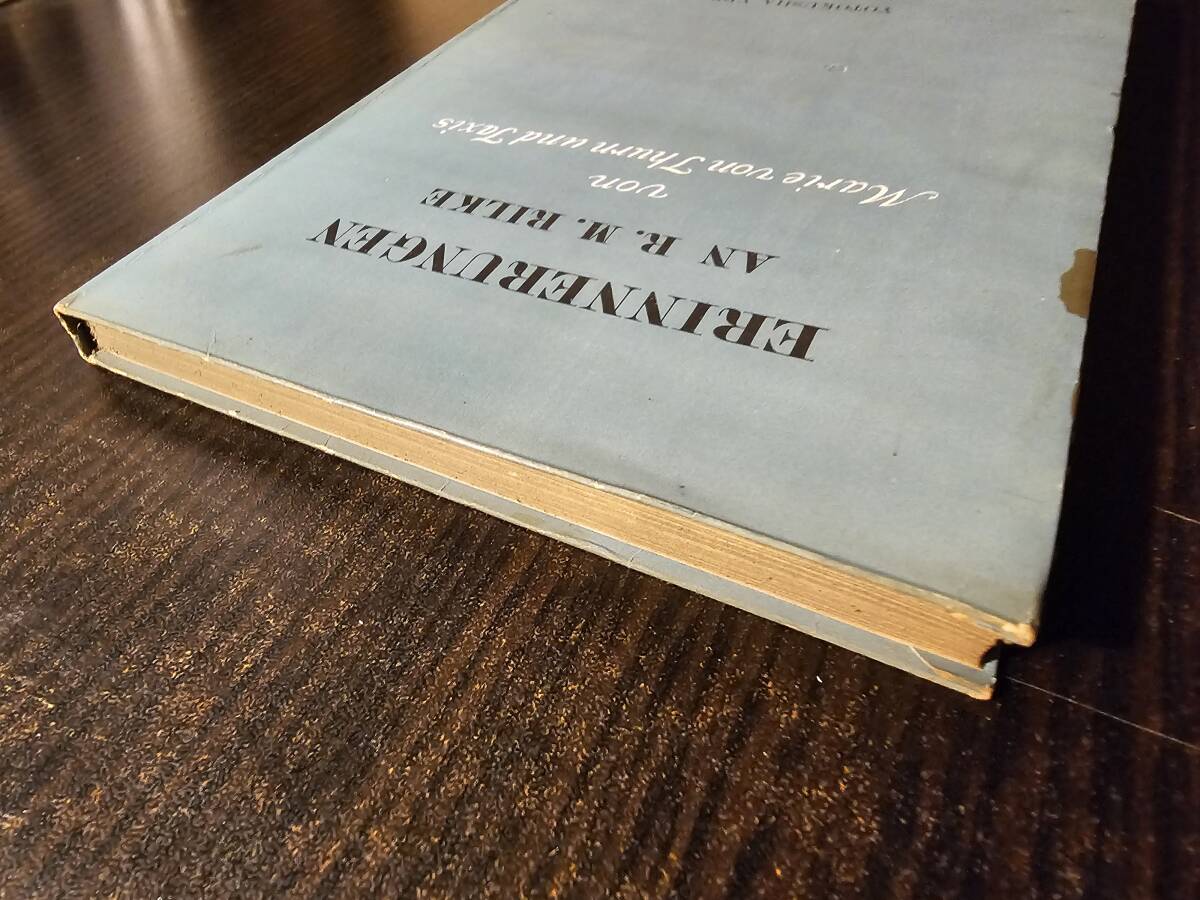 ERINNERUNGEN
AN R. M. RILKE
von
Marie von Thurn und Taxis